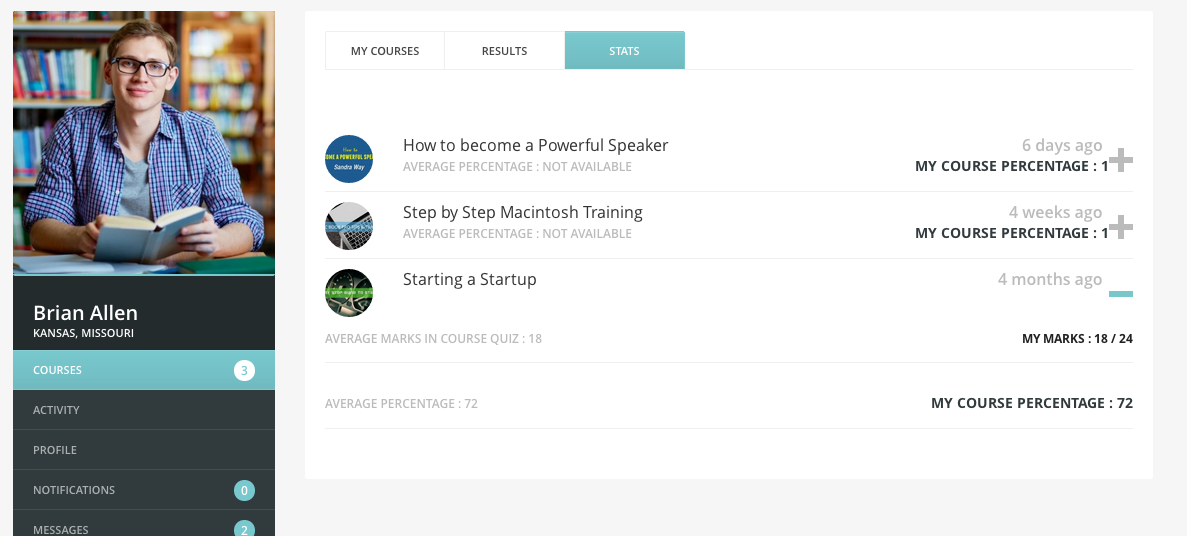 MY COURSES
RESULTS
STATS
How to become a Powerful Speaker
6 days ago
AVERAGE PERCENTAGE : NOT AVAILABLE
MY COURSE PERCENTAGE : 1
Sandra Way
Step by Step Macintosh Training
4 weeks ago
AVERAGE PERCENTAGE : NOT AVAILABLE
MY COURSE PERCENTAGE : 1
Starting a Startup
4 months ago
AVERAGE MARKS IN COURSE QUIZ : 18
MY MARKS : 18 / 24
AVERAGE PERCENTAGE : 72
MY COURSE PERCENTAGE : 72
Brian Allen
KANSAS, MISSOURI
COURSES 3
ACTIVITY
PROFILE
NOTIFICATIONS 0
MESSAGES 2